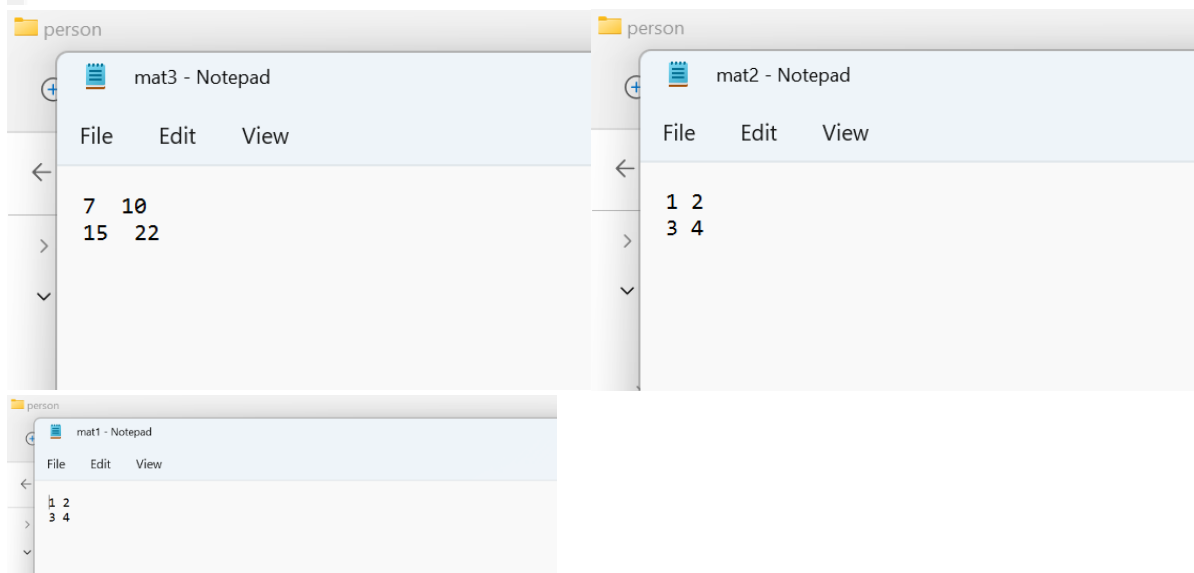 person
mat3 - Notepad
File Edit View
7 10
15 22
person
mat2 - Notepad
File Edit View
1 2
3 4
person
mat1 - Notepad
File Edit View
1 2
3 4